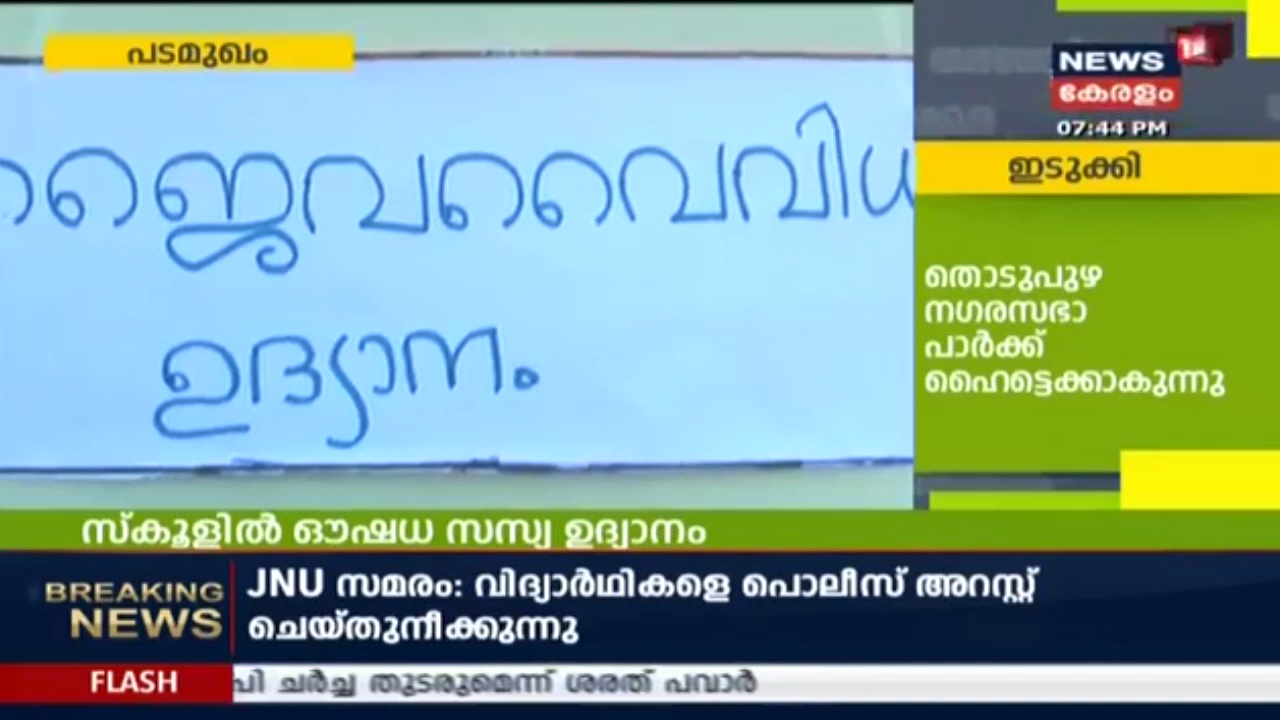 പടമുഖം
ജൈവവൈവിധ
ഉദ്യാനം
NEWS 18
കേരളം
07:44 PM
ഇടുക്കി
തൊടുപുഴ
നഗരസഭാ
പാർക്ക്
ഹൈട്ടെക്കാകുന്നു
സ്കൂളിൽ ഔഷധ സസ്യ ഉദ്യാനം
BREAKING
NEWS
JNU സമരം: വിദ്യാർഥികളെ പൊലീസ് അറസ്റ്റ്
ചെയ്തുനീക്കുന്നു
FLASH
പി ചർച്ച തുടരുമെന്ന് ശരത് പവാർ